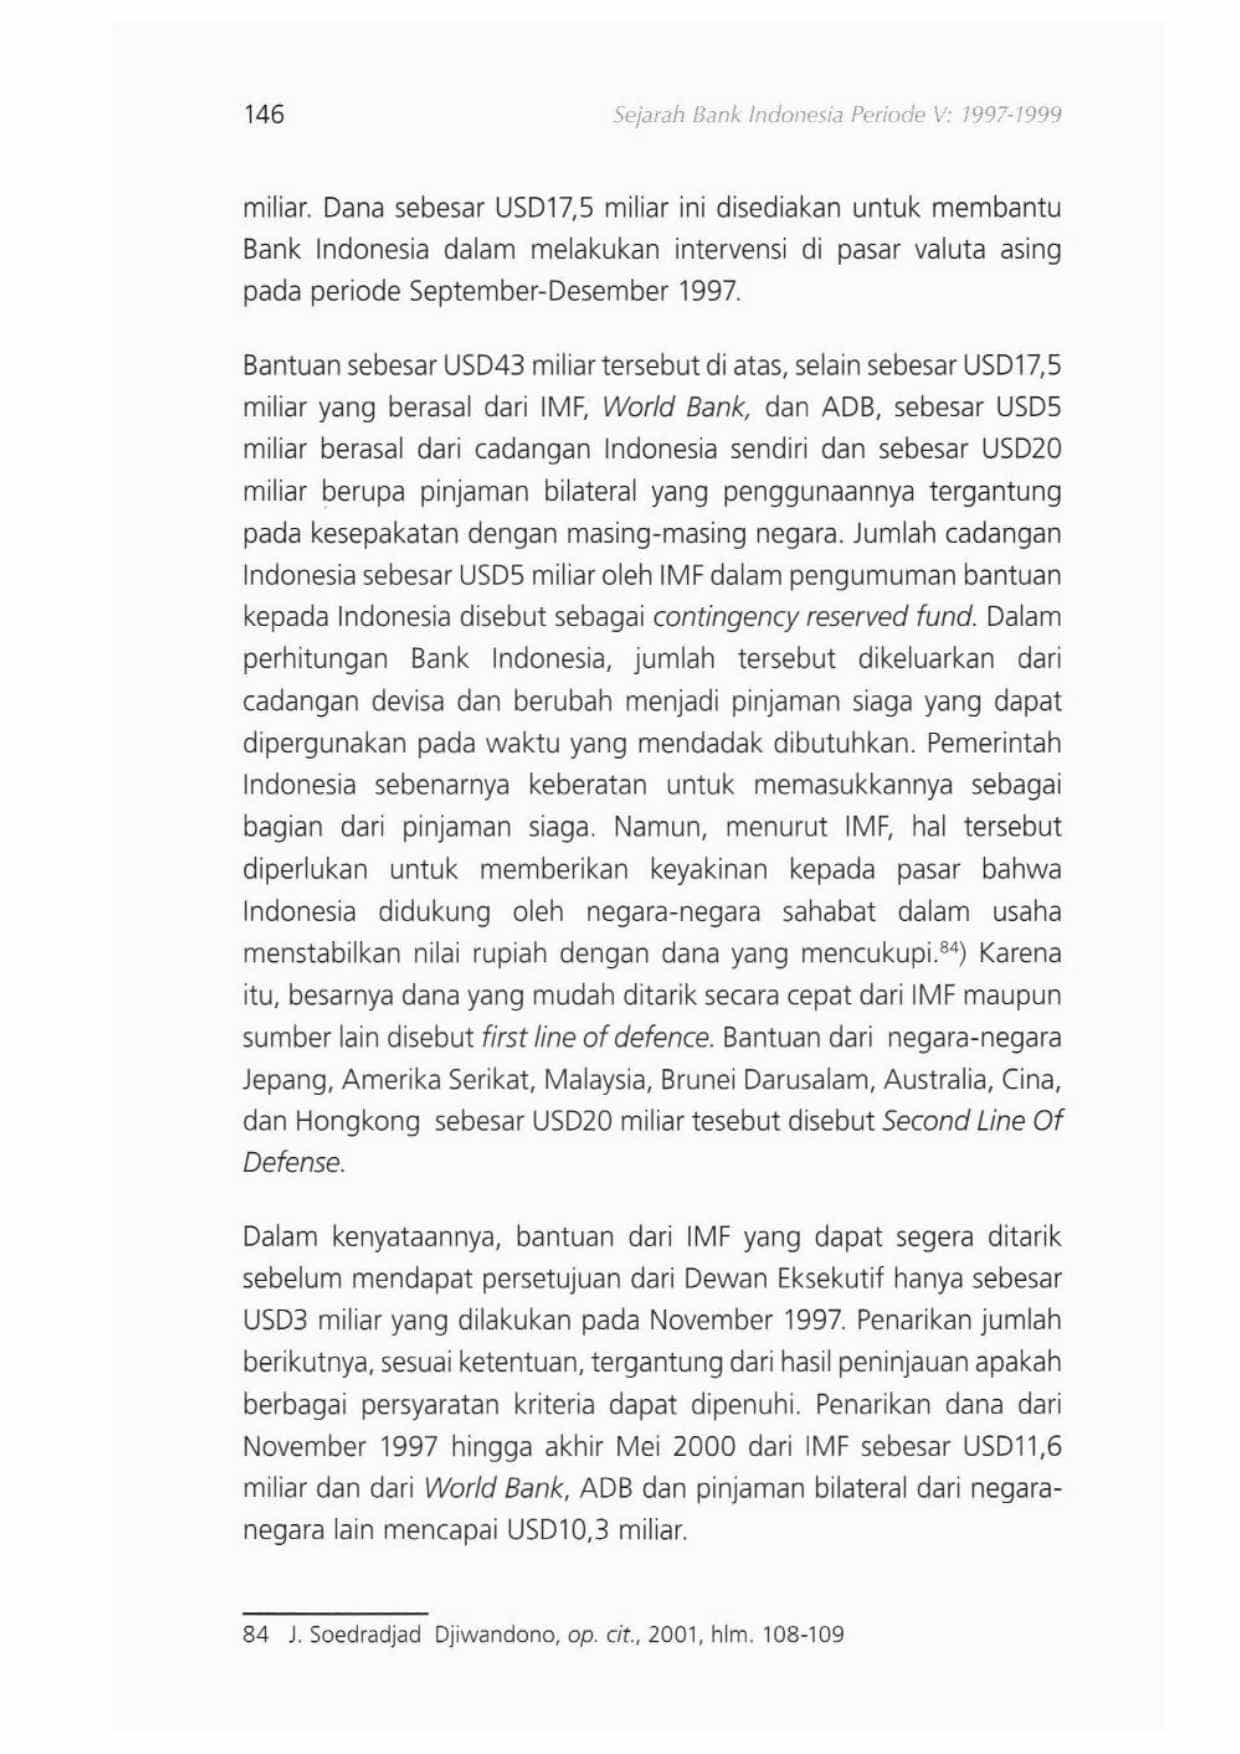 146
Sejarah Bank Indonesia Periode V: 1997-1999
miliar. Dana sebesar USD17,5 miliar ini disediakan untuk membantu
Bank Indonesia dalam melakukan intervensi di pasar valuta asing
pada periode September-Desember 1997.
Bantuan sebesar USD43 miliar tersebut di atas, selain sebesar USD17,5
miliar yang berasal dari IMF, World Bank, dan ADB, sebesar USD5
miliar berasal dari cadangan Indonesia sendiri dan sebesar USD20
miliar berupa pinjaman bilateral yang penggunaannya tergantung
pada kesepakatan dengan masing-masing negara. Jumlah cadangan
Indonesia sebesar USD5 miliar oleh IMF dalam pengumuman bantuan
kepada Indonesia disebut sebagai contingency reserved fund. Dalam
perhitungan Bank Indonesia, jumlah tersebut dikeluarkan dari
cadangan devisa dan berubah menjadi pinjaman siaga yang dapat
dipergunakan pada waktu yang mendadak dibutuhkan. Pemerintah
Indonesia sebenarnya keberatan untuk memasukkannya sebagai
bagian dari pinjaman siaga. Namun, menurut IMF, hal tersebut
diperlukan untuk memberikan keyakinan kepada pasar bahwa
Indonesia didukung oleh negara-negara sahabat dalam usaha
menstabilkan nilai rupiah dengan dana yang mencukupi.84) Karena
itu, besarnya dana yang mudah ditarik secara cepat dari IMF maupun
sumber lain disebut first line of defence. Bantuan dari negara-negara
Jepang, Amerika Serikat, Malaysia, Brunei Darusalam, Australia, Cina,
dan Hongkong sebesar USD20 miliar tesebut disebut Second Line Of
Defense.
Dalam kenyataannya, bantuan dari IMF yang dapat segera ditarik
sebelum mendapat persetujuan dari Dewan Eksekutif hanya sebesar
USD3 miliar yang dilakukan pada November 1997. Penarikan jumlah
berikutnya, sesuai ketentuan, tergantung dari hasil peninjauan apakah
berbagai persyaratan kriteria dapat dipenuhi. Penarikan dana dari
November 1997 hingga akhir Mei 2000 dari IMF sebesar USD11,6
miliar dan dari World Bank, ADB dan pinjaman bilateral dari negara-
negara lain mencapai USD10,3 miliar.
84 J. Soedradjad Djiwandono, op. cit., 2001, hlm. 108-109